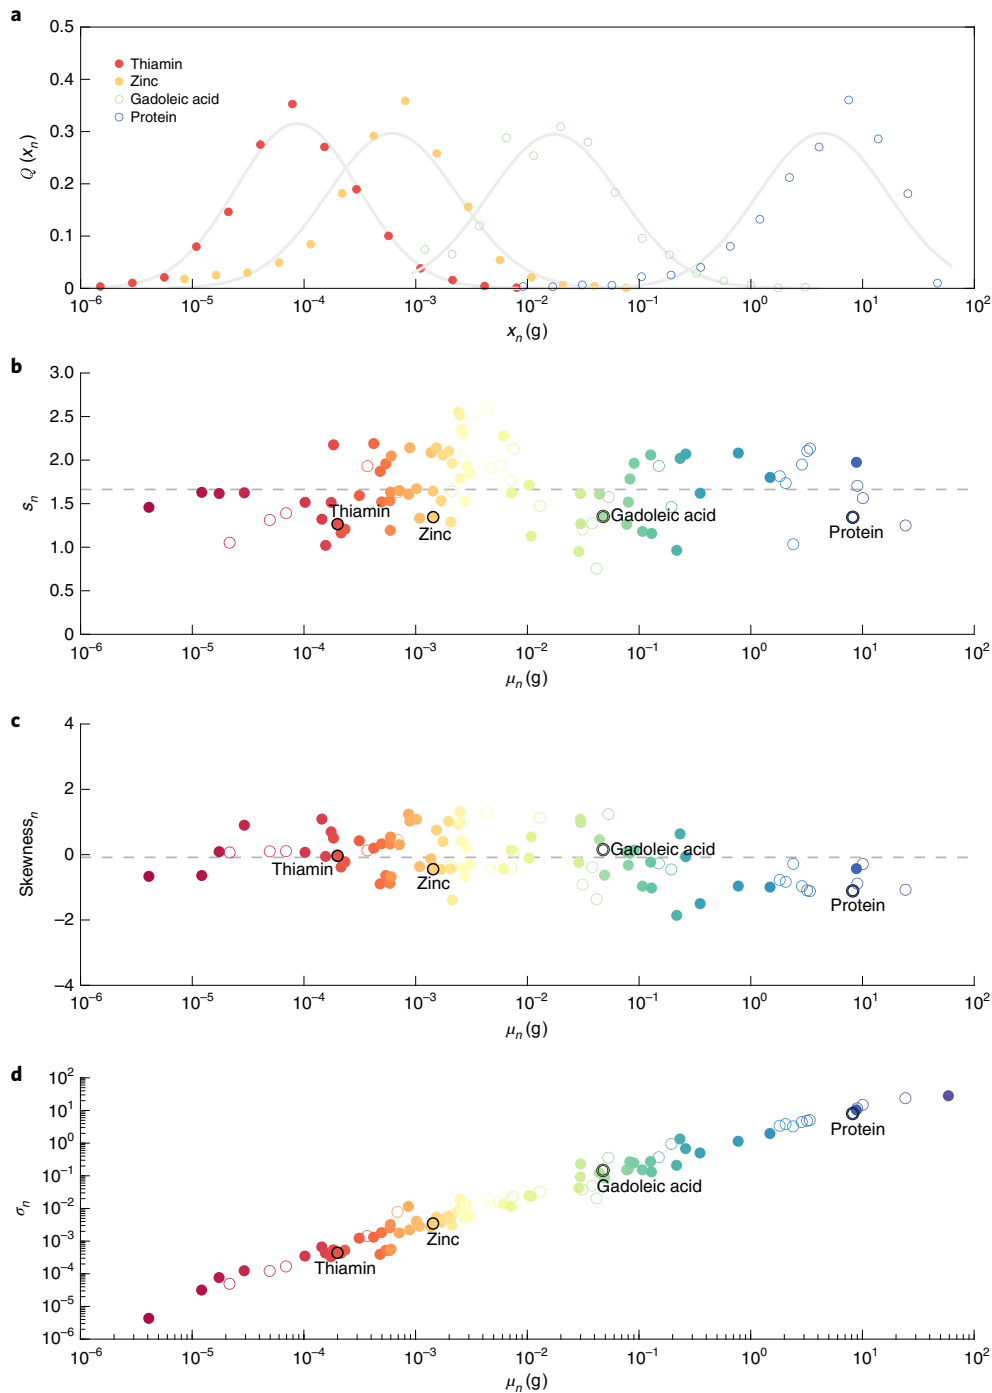 a
0.5
0.4
0.3
0.2
0.1
0
Q (xₙ)
Thiamin
Zinc
Gadoleic acid
Protein
10⁻⁶ 10⁻⁵ 10⁻⁴ 10⁻³ 10⁻² 10⁻¹ 10⁰ 10¹ 10²
xₙ (g)
b
3.0
2.5
2.0
1.5
1.0
0.5
0
sₙ
Thiamin
Zinc
Gadoleic acid
Protein
10⁻⁶ 10⁻⁵ 10⁻⁴ 10⁻³ 10⁻² 10⁻¹ 10⁰ 10¹ 10²
μₙ (g)
c
4
2
0
−2
−4
Skewnessₙ
Thiamin
Zinc
Gadoleic acid
Protein
10⁻⁶ 10⁻⁵ 10⁻⁴ 10⁻³ 10⁻² 10⁻¹ 10⁰ 10¹ 10²
μₙ (g)
d
10²
10¹
10⁰
10⁻¹
10⁻²
10⁻³
10⁻⁴
10⁻⁵
10⁻⁶
σₙ
Thiamin
Zinc
Gadoleic acid
Protein
10⁻⁶ 10⁻⁵ 10⁻⁴ 10⁻³ 10⁻² 10⁻¹ 10⁰ 10¹ 10²
μₙ (g)